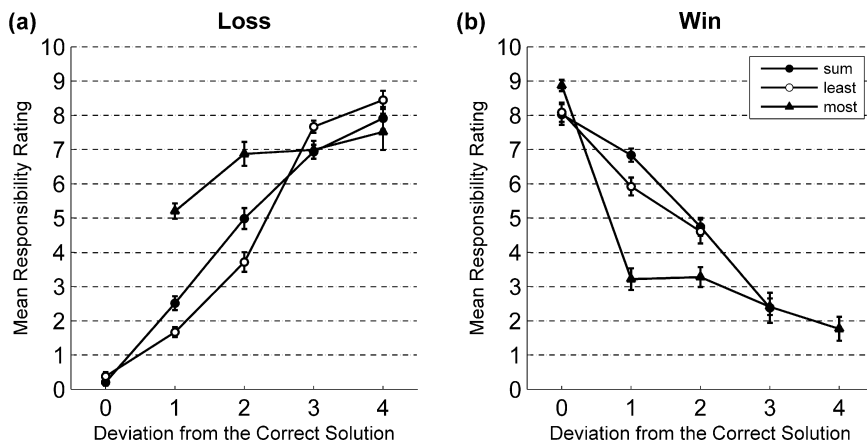 (a)
Loss
Mean Responsibility Rating
10
9
8
7
6
5
4
3
2
1
0
0 1 2 3 4
Deviation from the Correct Solution
(b)
Win
Mean Responsibility Rating
10
9
8
7
6
5
4
3
2
1
0
sum
least
most
0 1 2 3 4
Deviation from the Correct Solution